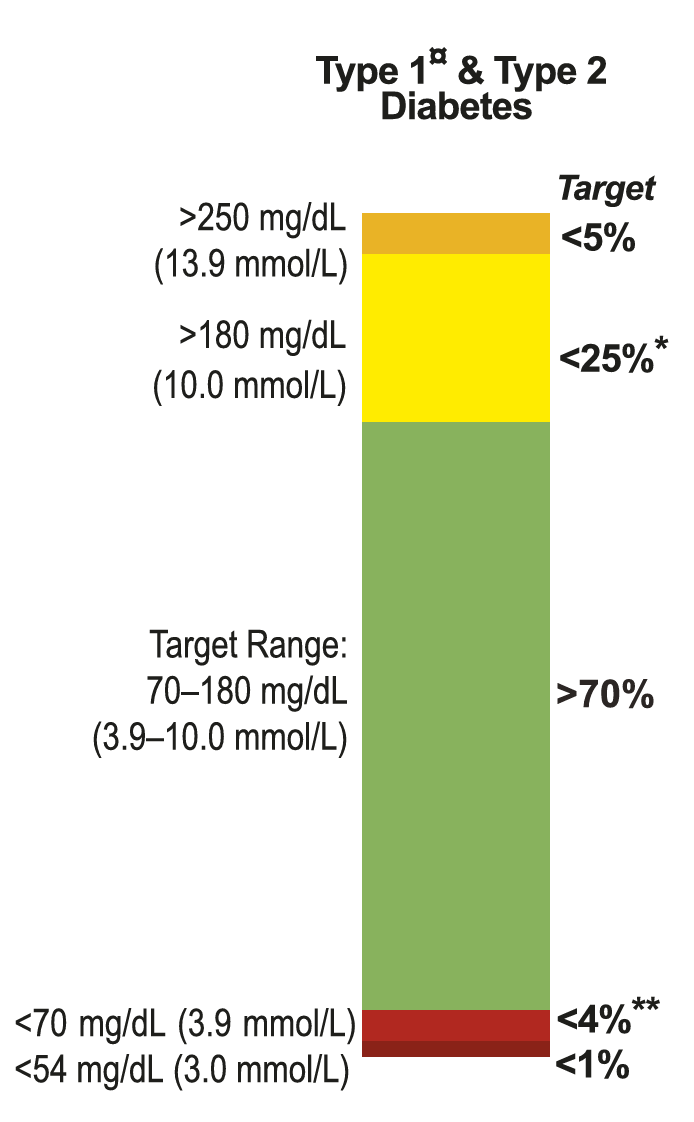 Type 1¤ & Type 2
Diabetes
Target
>250 mg/dL
(13.9 mmol/L)
<5%
>180 mg/dL
(10.0 mmol/L)
<25%*
Target Range:
70–180 mg/dL
(3.9–10.0 mmol/L)
>70%
<70 mg/dL (3.9 mmol/L)
<4%**
<54 mg/dL (3.0 mmol/L)
<1%